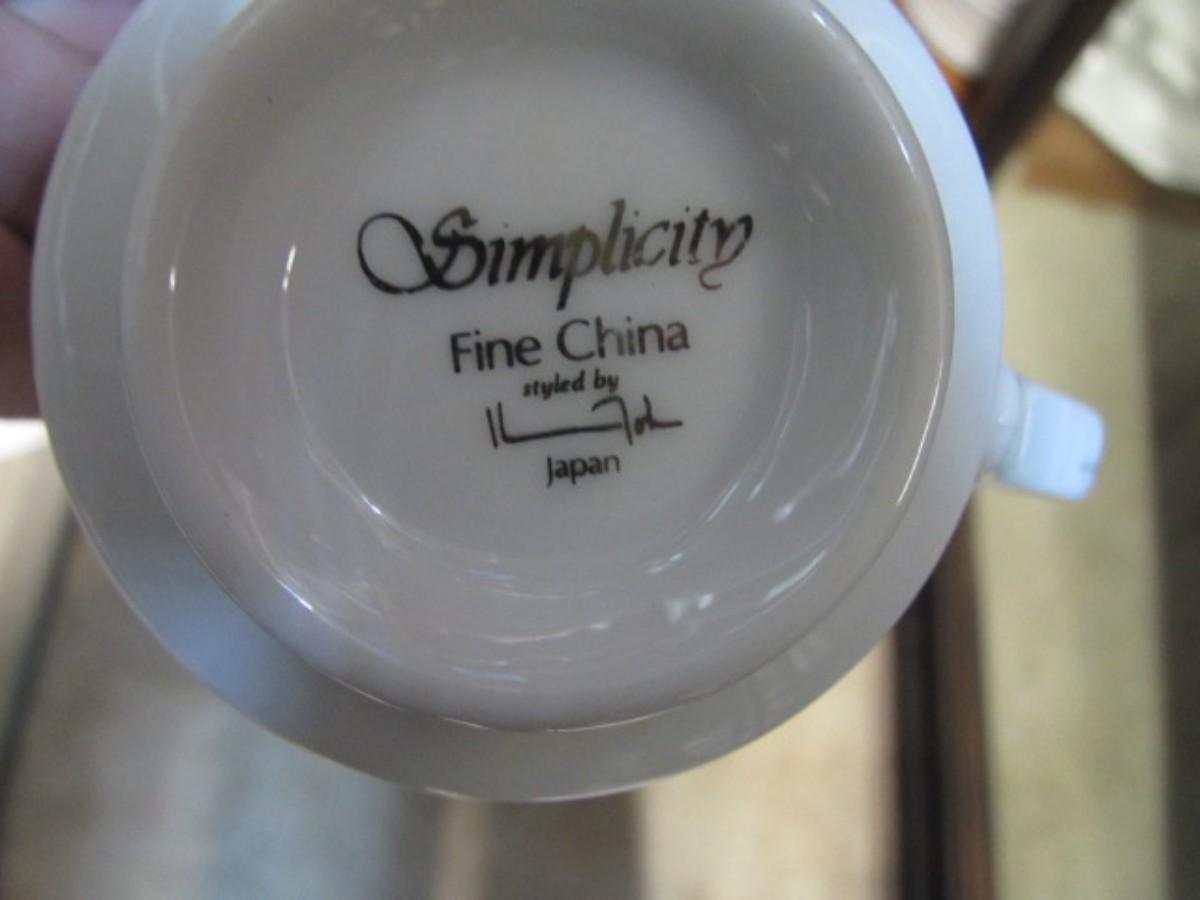 Simplicity
Fine China
styled by
Japan